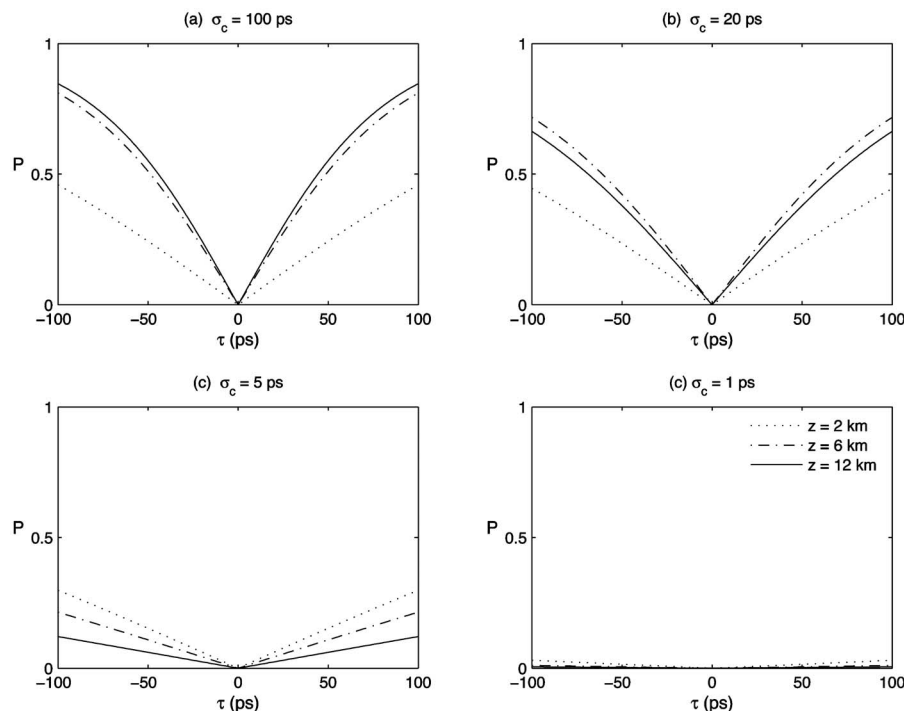 (a) σc = 100 ps
(b) σc = 20 ps
1
0.5
0
P
−100
−50
0
50
100
τ (ps)
1
0.5
0
P
−100
−50
0
50
100
τ (ps)
(c) σc = 5 ps
(c) σc = 1 ps
1
0.5
0
P
−100
−50
0
50
100
τ (ps)
1
0.5
0
P
−100
−50
0
50
100
τ (ps)
z = 2 km
z = 6 km
z = 12 km